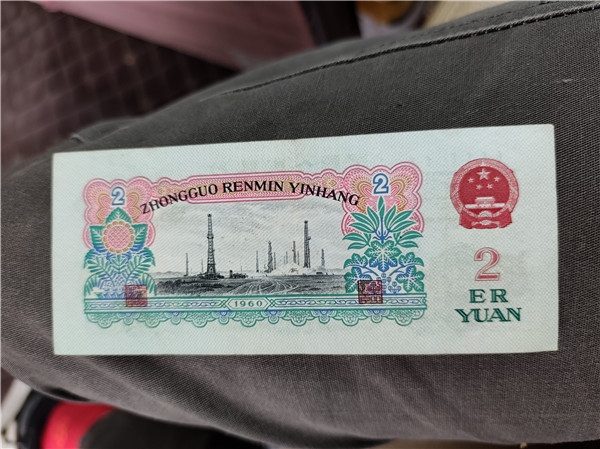 2
ZHONGGUO RENMIN YINHANG
2
1960
2
ER
YUAN